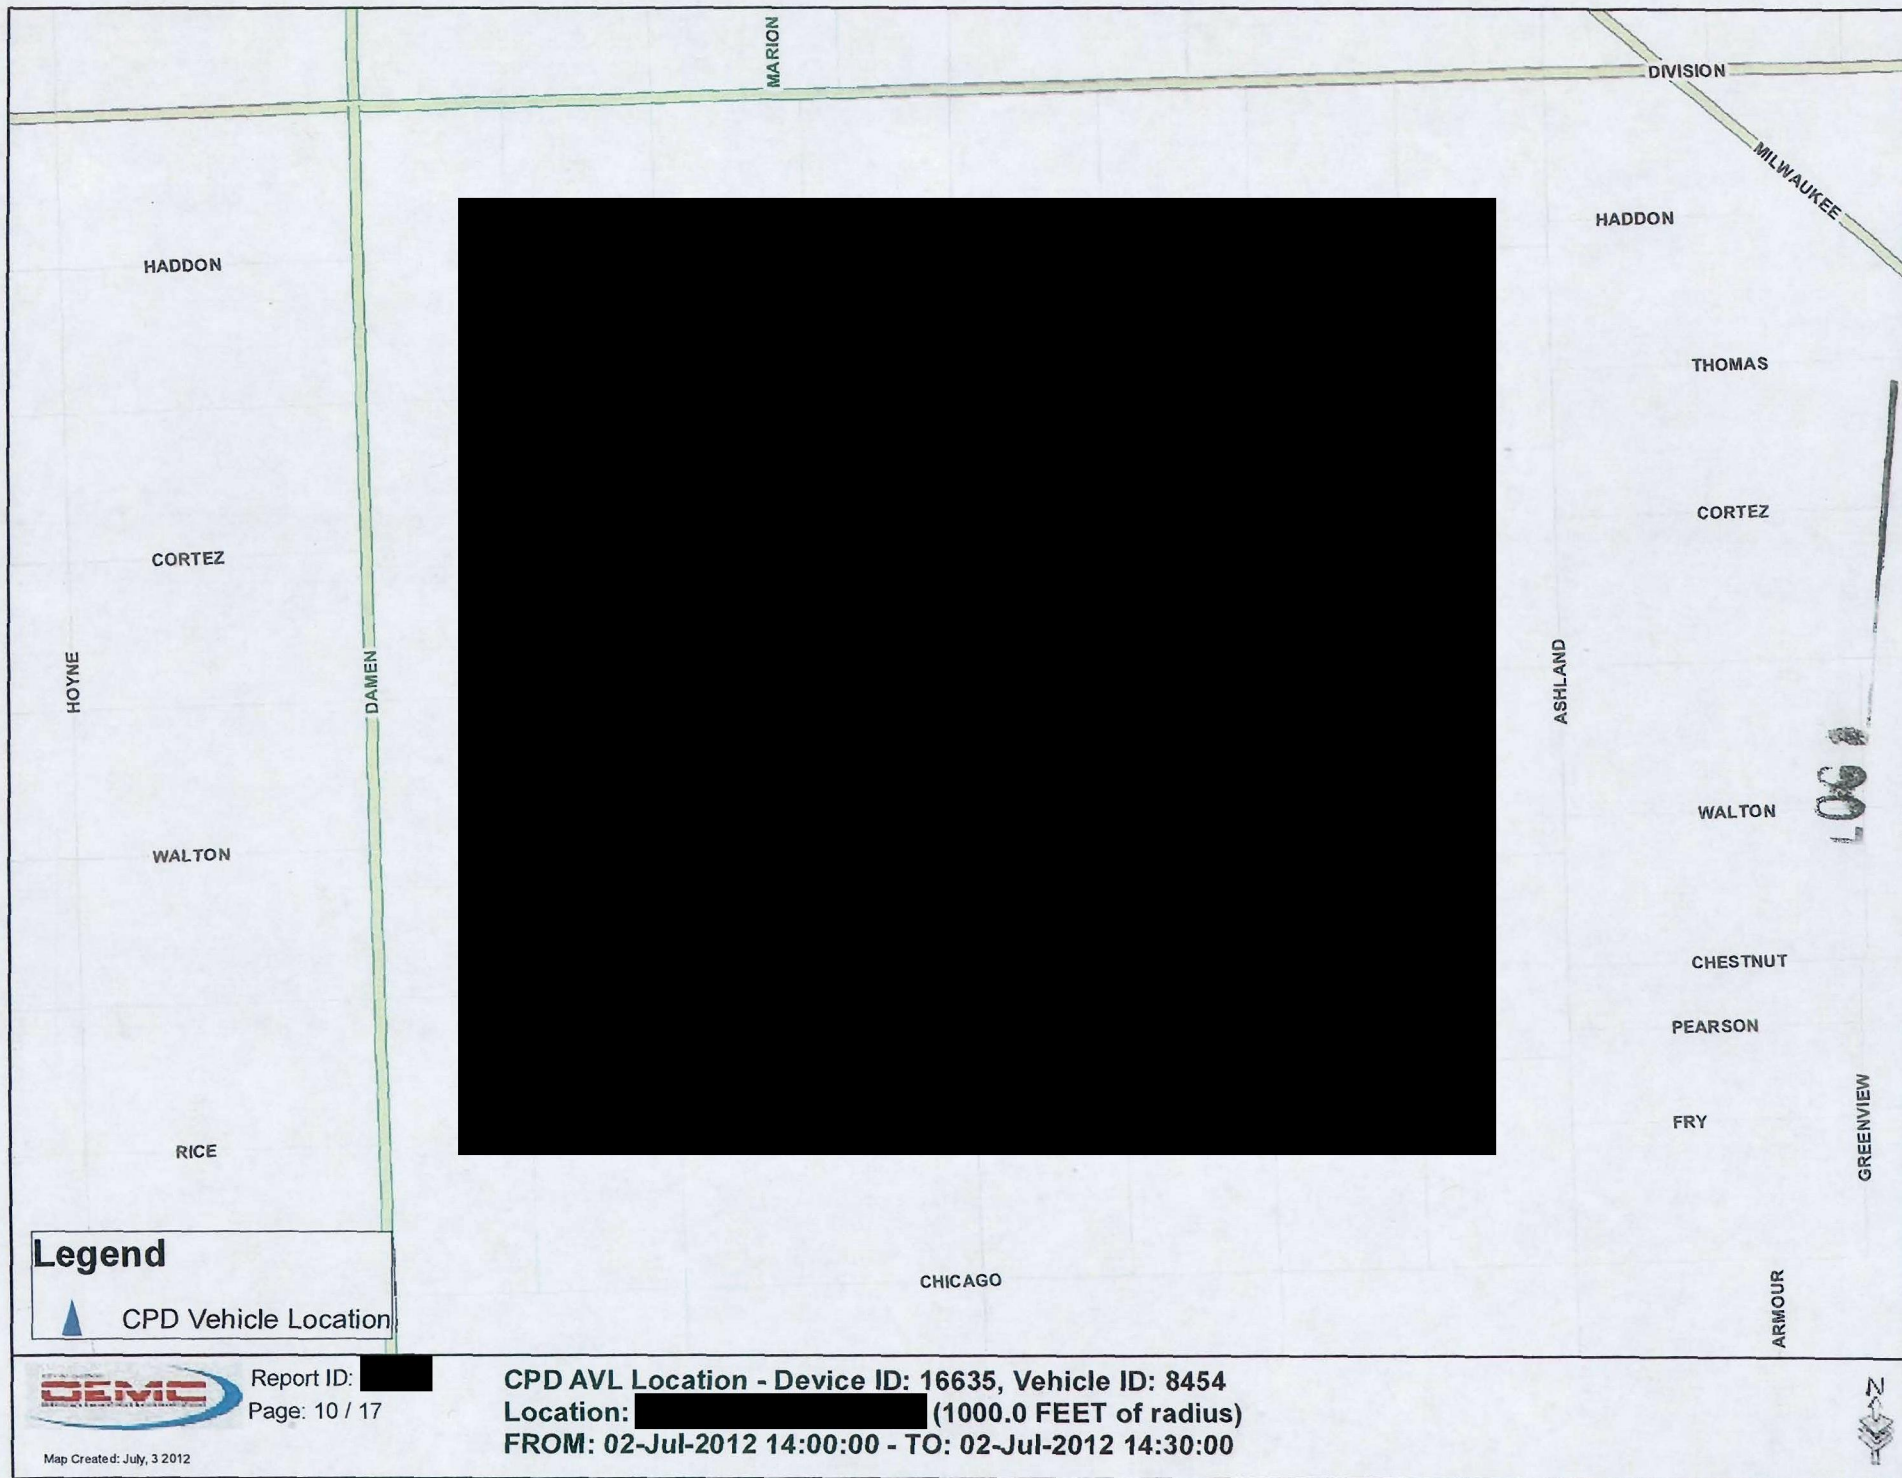 MARION
DIVISION
MILWAUKEE
HADDON
HADDON
THOMAS
CORTEZ
CORTEZ
HOYNE
DAMEN
ASHLAND
WALTON
WALTON
LOG
CHESTNUT
PEARSON
FRY
RICE
GREENVIEW
CHICAGO
ARMOUR
Legend
CPD Vehicle Location
OEMC
Report ID:
Page: 10 / 17
Map Created: July, 3 2012
CPD AVL Location - Device ID: 16635, Vehicle ID: 8454
Location: (1000.0 FEET of radius)
FROM: 02-Jul-2012 14:00:00 - TO: 02-Jul-2012 14:30:00
N